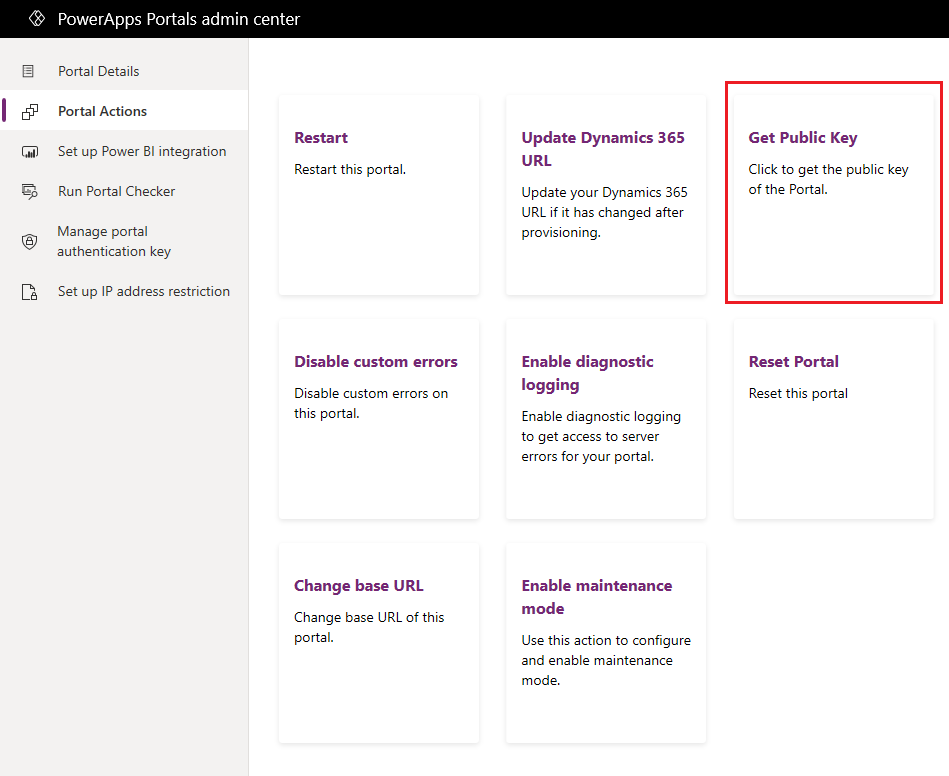 PowerApps Portals admin center
Portal Details
Portal Actions
Set up Power BI integration
Run Portal Checker
Manage portal
authentication key
Set up IP address restriction
Restart
Restart this portal.
Update Dynamics 365
URL
Update your Dynamics 365
URL if it has changed after
provisioning.
Get Public Key
Click to get the public key
of the Portal.
Disable custom errors
Disable custom errors on
this portal.
Enable diagnostic
logging
Enable diagnostic logging
to get access to server
errors for your portal.
Reset Portal
Reset this portal
Change base URL
Change base URL of this
portal.
Enable maintenance
mode
Use this action to configure
and enable maintenance
mode.